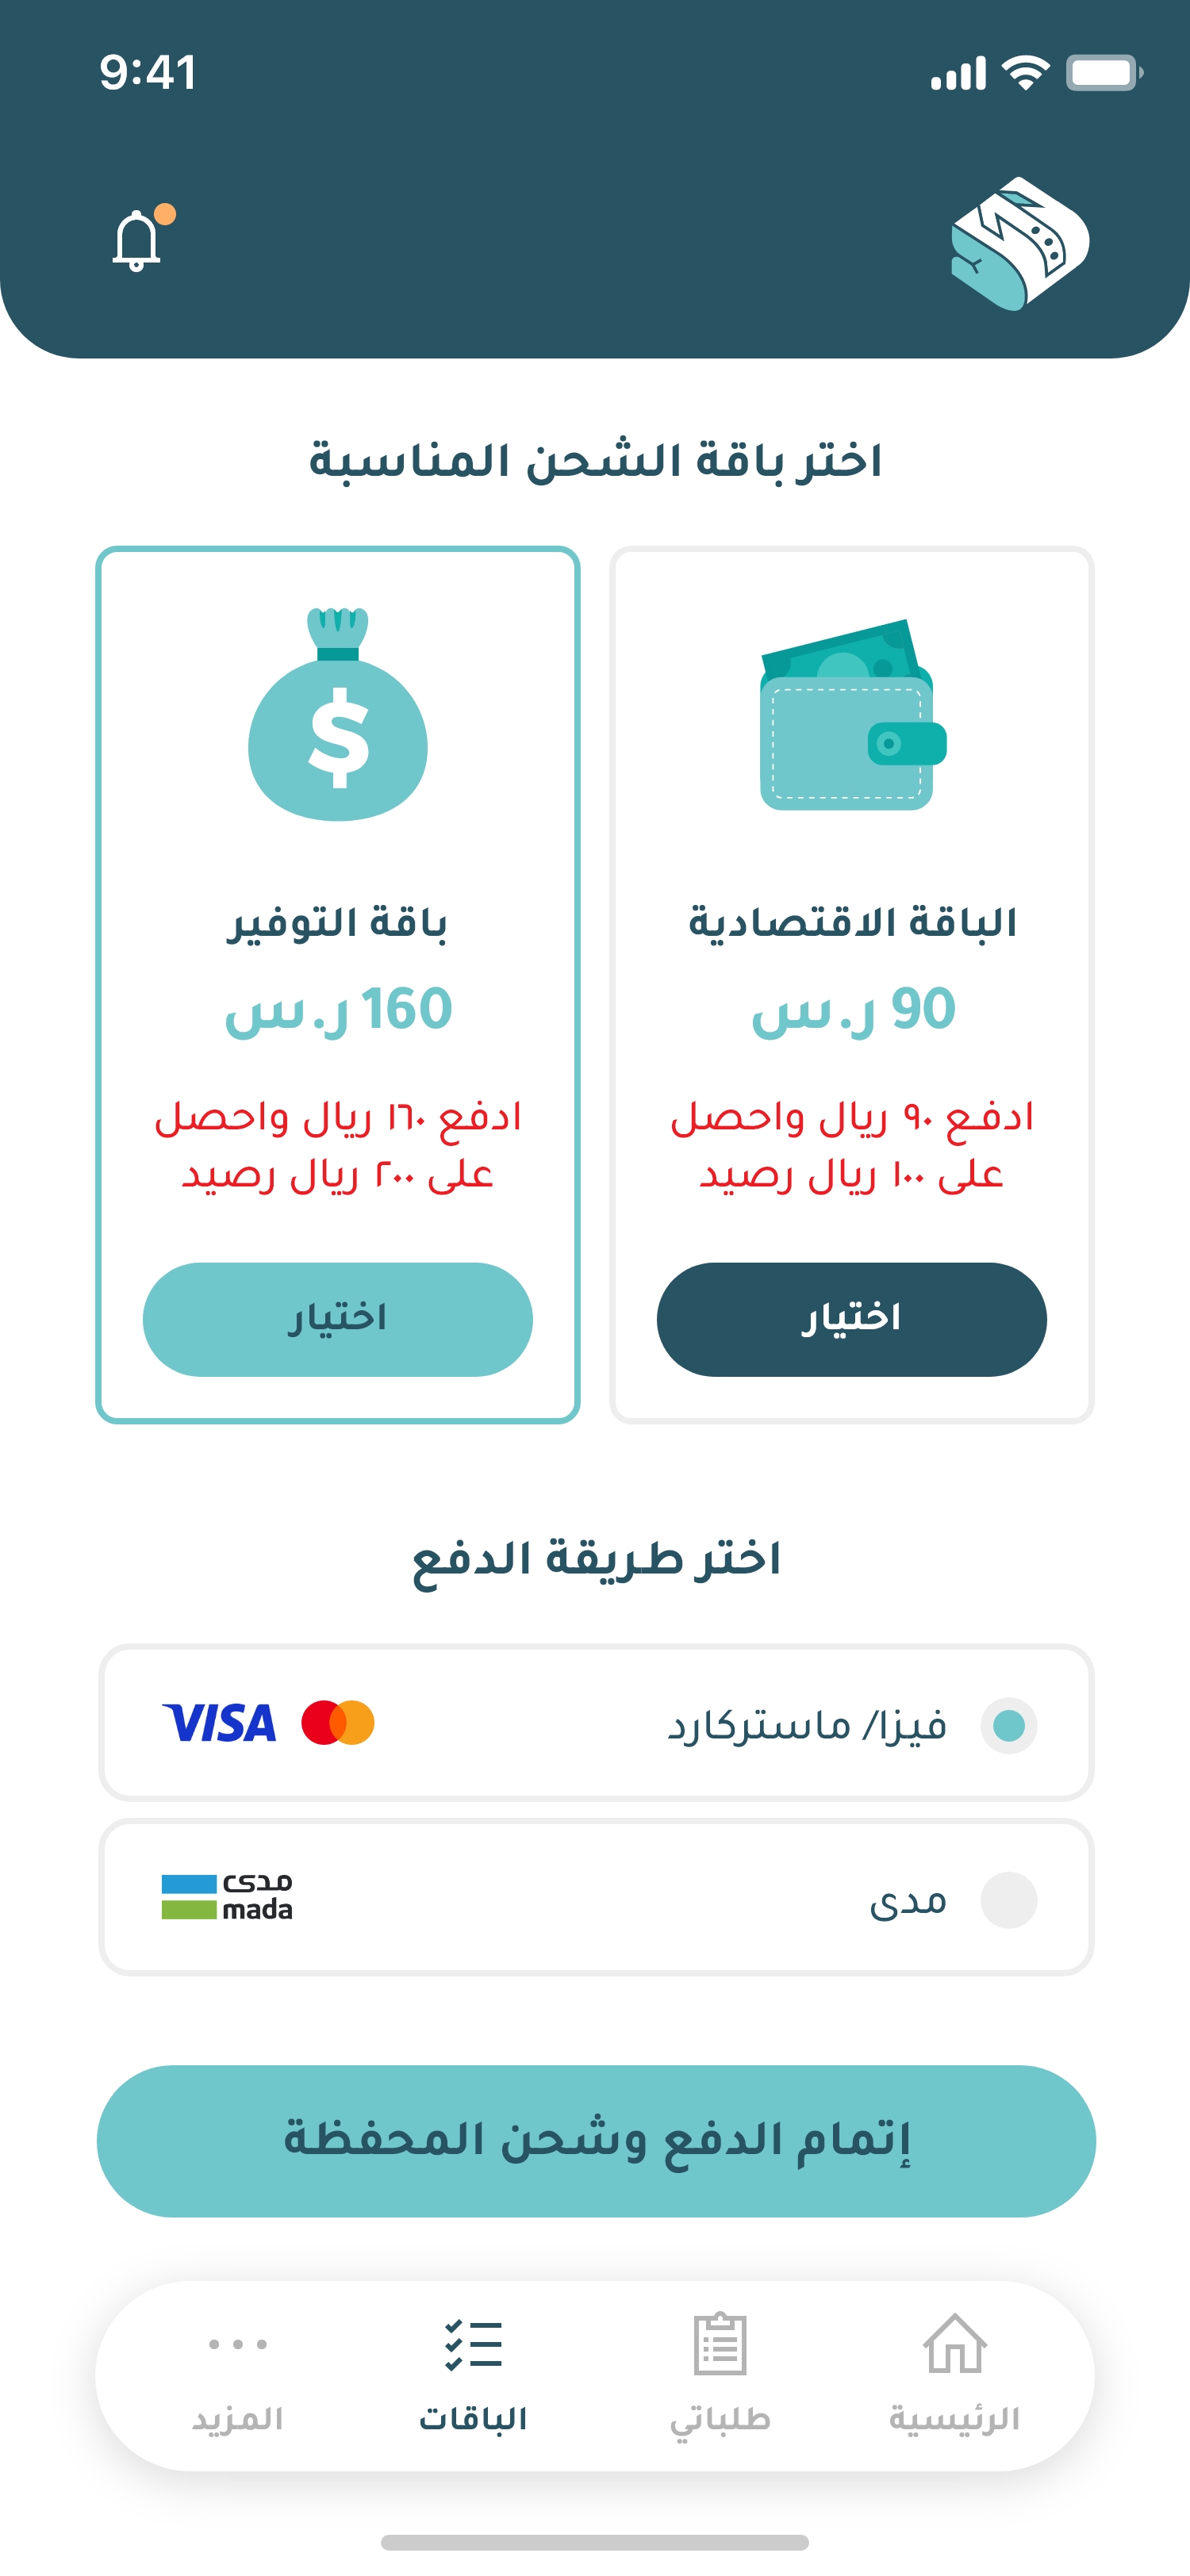 9:41
اختر باقة الشحن المناسبة
الباقة الاقتصادية
90 ر.س
ادفع ٩٠ ريال واحصل
على ١٠٠ ريال رصيد
اختيار
باقة التوفير
160 ر.س
ادفع ١٦٠ ريال واحصل
على ٢٠٠ ريال رصيد
اختيار
اختر طريقة الدفع
فيزا/ ماستركارد
VISA
مدى
مدى
mada
إتمام الدفع وشحن المحفظة
الرئيسية
طلباتي
الباقات
المزيد